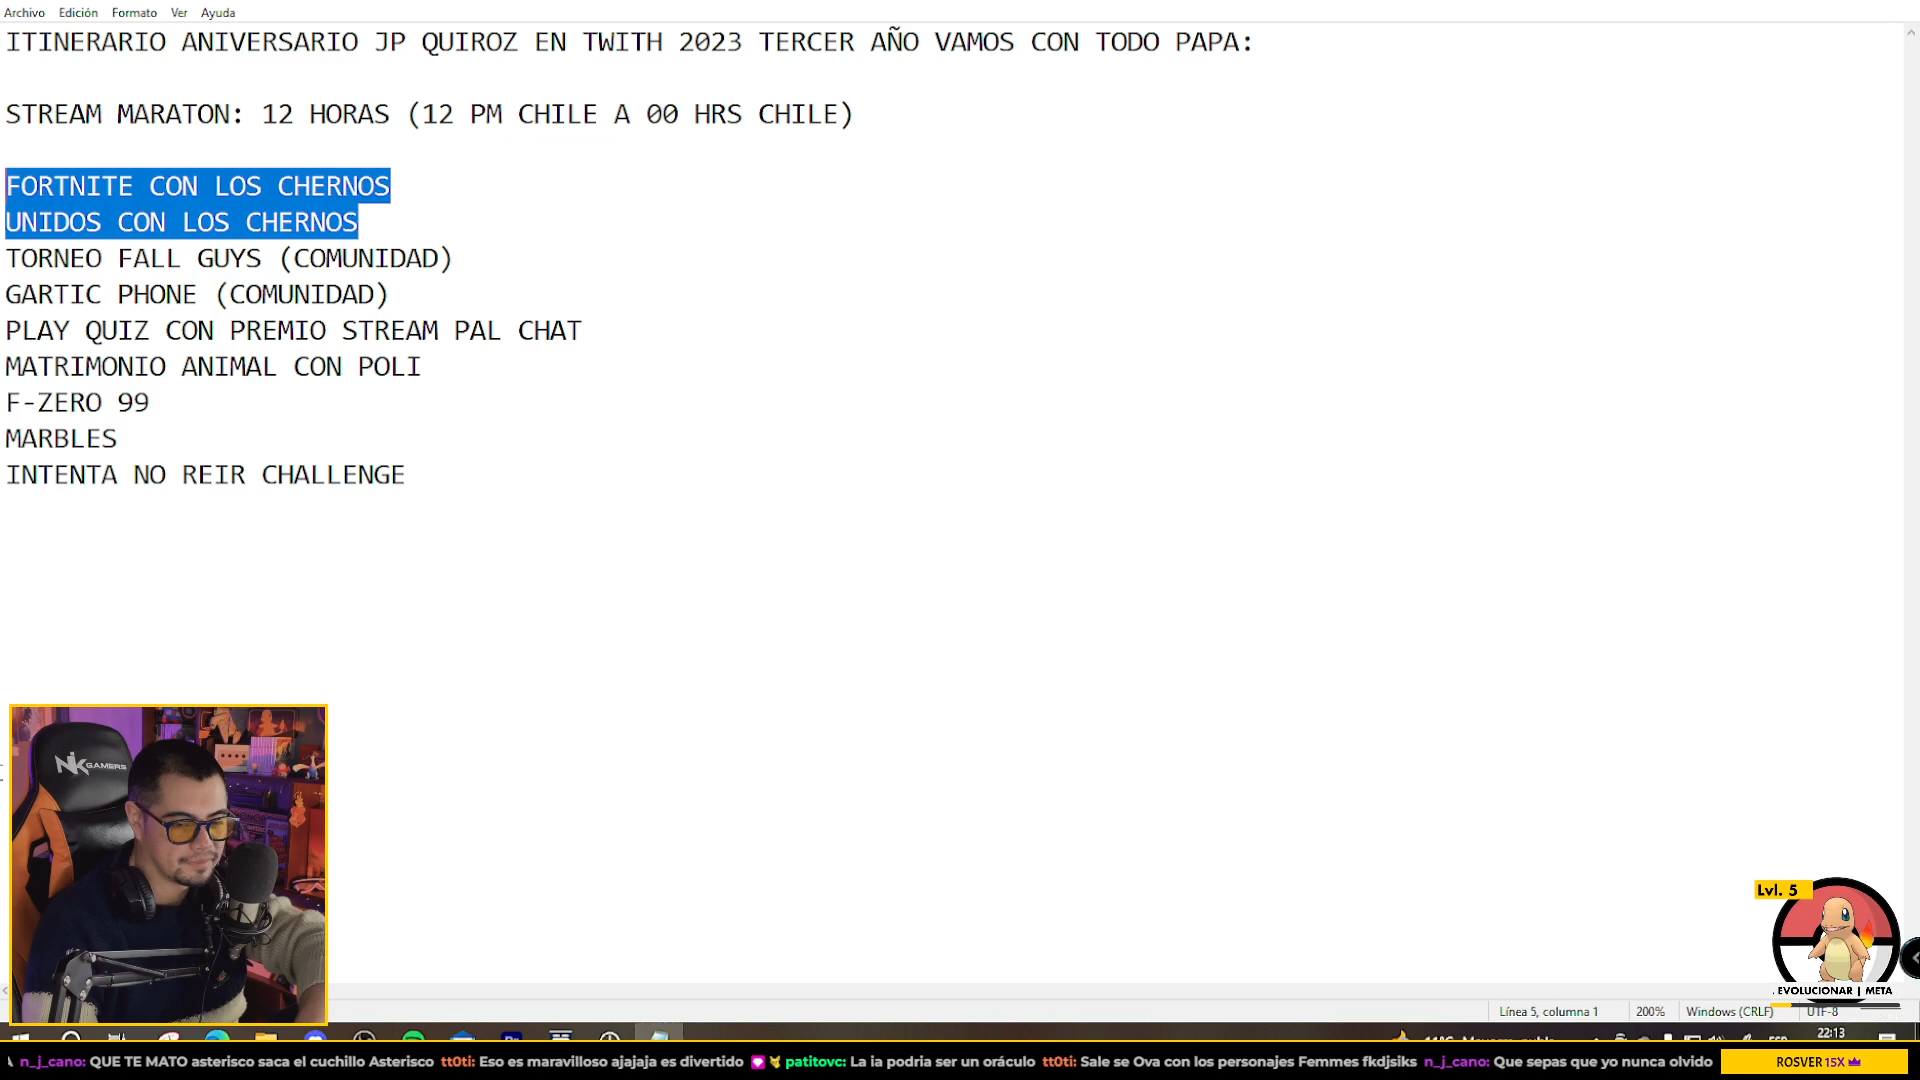 Archivo Edición Formato Ver Ayuda
ITINERARIO ANIVERSARIO JP QUIROZ EN TWITH 2023 TERCER AÑO VAMOS CON TODO PAPA:
STREAM MARATON: 12 HORAS (12 PM CHILE A 00 HRS CHILE)
FORTNITE CON LOS CHERNOS
UNIDOS CON LOS CHERNOS
TORNEO FALL GUYS (COMUNIDAD)
GARTIC PHONE (COMUNIDAD)
PLAY QUIZ CON PREMIO STREAM PAL CHAT
MATRIMONIO ANIMAL CON POLI
F-ZERO 99
MARBLES
INTENTA NO REIR CHALLENGE
NK GAMERS
Lvl. 5
. EVOLUCIONAR | META
Línea 5, columna 1 200% Windows (CRLF) UTF-8
22:13
n_j_cano: QUE TE MATO asterisco saca el cuchillo Asterisco tt0ti: Eso es maravilloso ajajaja es divertido patitovc: La ia podria ser un oráculo tt0ti: Sale se Ova con los personajes Femmes fkdjsiks n_j_cano: Que sepas que yo nunca olvido
ROSVER 15X